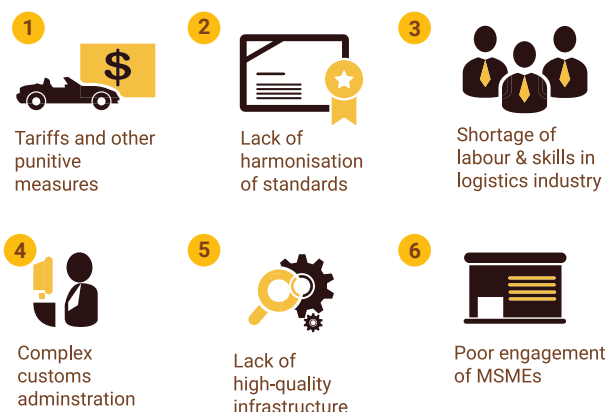 1
$
Tariffs and other
punitive
measures
2
Lack of
harmonisation
of standards
3
Shortage of
labour & skills in
logistics industry
4
Complex
customs
adminstration
5
Lack of
high-quality
infrastructure
6
Poor engagement
of MSMEs